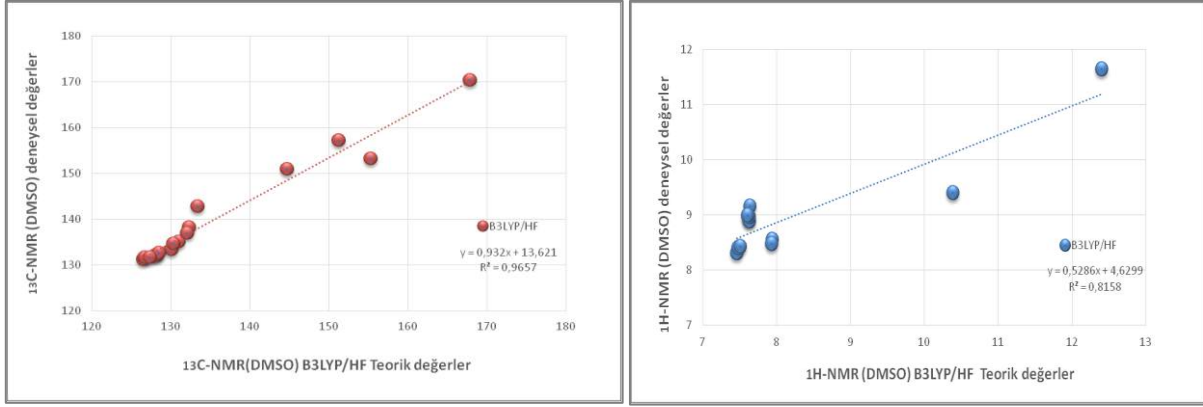 180
170
160
150
140
130
120
120 130 140 150 160 170 180
13C-NMR (DMSO) deneysel değerler
13C-NMR(DMSO) B3LYP/HF Teorik değerler
B3LYP/HF
y = 0,932x + 13,621
R² = 0,9657
12
11
10
9
8
7
7 8 9 10 11 12 13
1H-NMR (DMSO) deneysel değerler
1H-NMR (DMSO) B3LYP/HF Teorik değerler
B3LYP/HF
y = 0,5286x + 4,6299
R² = 0,8158